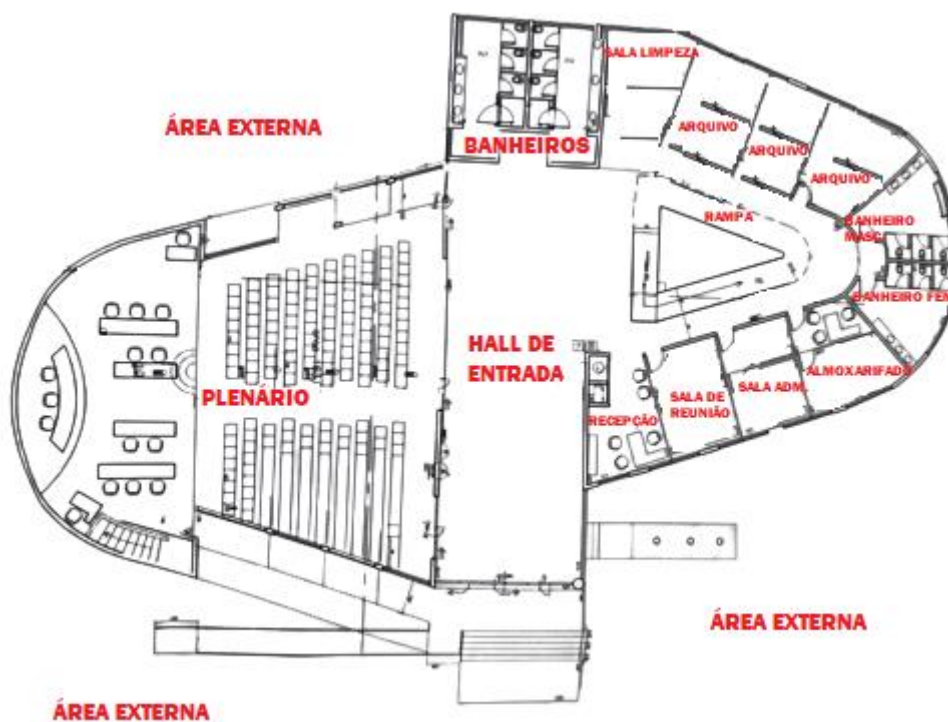 SALA LIMPEZA
ÁREA EXTERNA
BANHEIROS
ARQUIVO
ARQUIVO
ARQUIVO
RAMPA
BANHEIRO
MASC
BANHEIRO FEM
HALL DE
ENTRADA
PLENÁRIO
ALMOXARIFADO
SALA ADM.
SALA DE
REUNIÃO
RECEPÇÃO
ÁREA EXTERNA
ÁREA EXTERNA